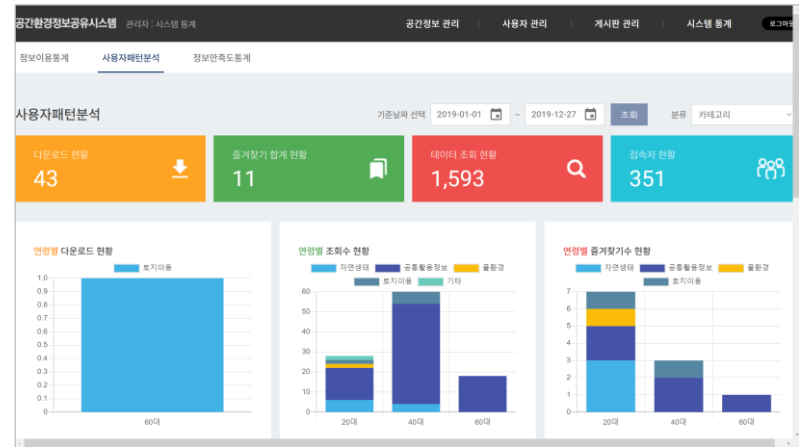 공간환경정보공유시스템 관리자 : 시스템 통계 공간정보 관리 사용자 관리 게시판 관리 시스템 통계 로그아웃
정보이용통계 사용자패턴분석 정보만족도통계
사용자패턴분석 기준날짜 선택 2019-01-01 ~ 2019-12-27 조회 분류 카테고리
다운로드 현황 즐겨찾기 합계 현황 데이터 조회 현황 접속자 현황
43 11 1,593 351
연령별 다운로드 현황
토지이용
1.0
0.9
0.8
0.7
0.6
0.5
0.4
0.3
0.2
0.1
0
60대
연령별 조회수 현황
자연생태 공통활용정보 물환경
토지이용 기타
60
50
40
30
20
10
0
20대 40대 60대
연령별 즐겨찾기수 현황
자연생태 공통활용정보 물환경
토지이용
7
6
5
4
3
2
1
0
20대 40대 60대